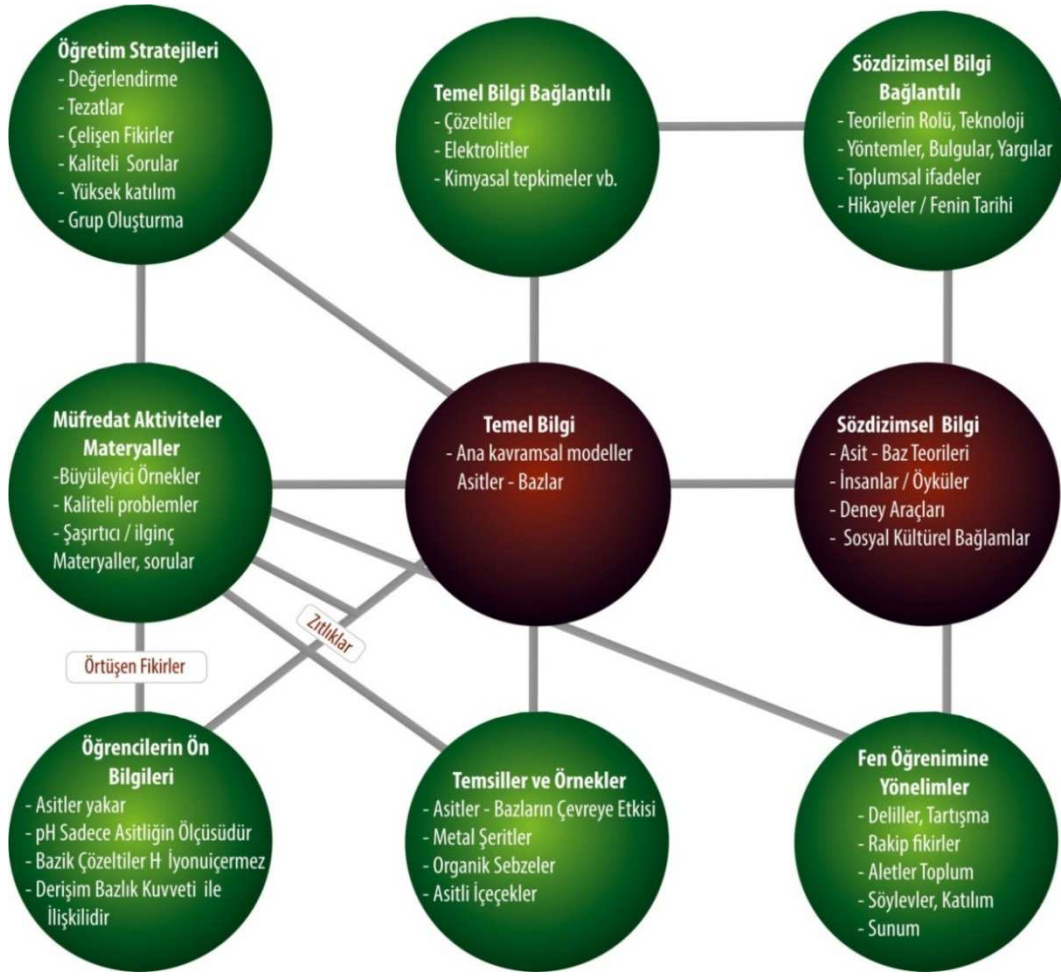 Öğretim Stratejileri
- Değerlendirme
- Tezatlar
- Çelişen Fikirler
- Kaliteli Sorular
- Yüksek katılım
- Grup Oluşturma
Temel Bilgi Bağlantılı
- Çözeltiler
- Elektrolitler
- Kimyasal tepkimeler vb.
Sözdizimsel Bilgi
Bağlantılı
- Teorilerin Rolü, Teknoloji
- Yöntemler, Bulgular, Yargılar
- Toplumsal ifadeler
- Hikayeler / Fenin Tarihi
Müfredat Aktiviteler
Materyaller
-Büyüleyici Örnekler
- Kaliteli problemler
- Şaşırtıcı / ilginç
Materyaller, sorular
Temel Bilgi
- Ana kavramsal modeller
Asitler - Bazlar
Sözdizimsel Bilgi
- Asit - Baz Teorileri
- İnsanlar / Öyküler
- Deney Araçları
- Sosyal Kültürel Bağlamlar
Zıtlıklar
Örtüşen Fikirler
Öğrencilerin Ön
Bilgileri
- Asitler yakar
- pH Sadece Asitliğin Ölçüsüdür
- Bazik Çözeltiler H İyonuiçermez
- Derişim Bazlık Kuvveti ile
İlişkilidir
Temsiller ve Örnekler
- Asitler - Bazların Çevreye Etkisi
- Metal Şeritler
- Organik Sebzeler
- Asitli İçeçekler
Fen Öğrenimine
Yönelimler
- Deliller, Tartışma
- Rakip fikirler
- Aletler Toplum
- Söylevler, Katılım
- Sunum